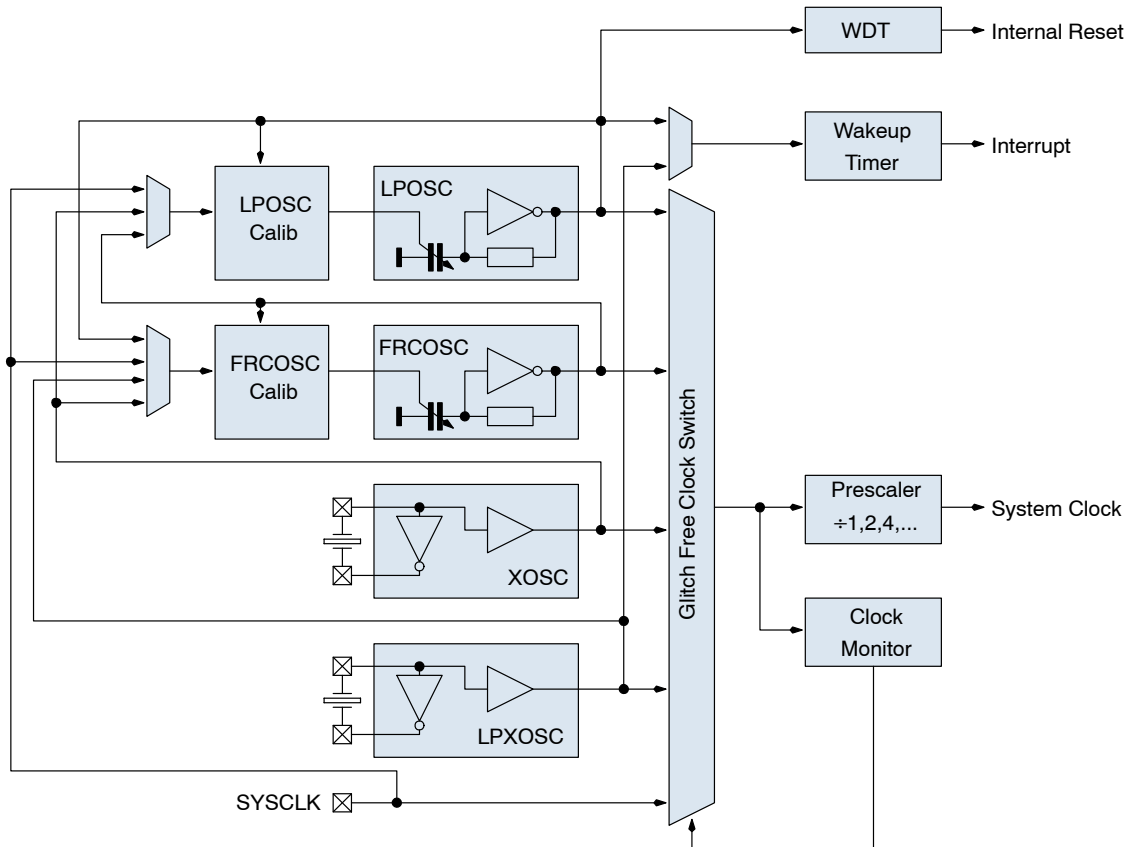 WDT
Internal Reset
Wakeup
Timer
Interrupt
LPOSC
Calib
LPOSC
FRCOSC
Calib
FRCOSC
Glitch Free Clock Switch
Prescaler
÷1,2,4,...
System Clock
XOSC
Clock
Monitor
LPXOSC
SYSCLK